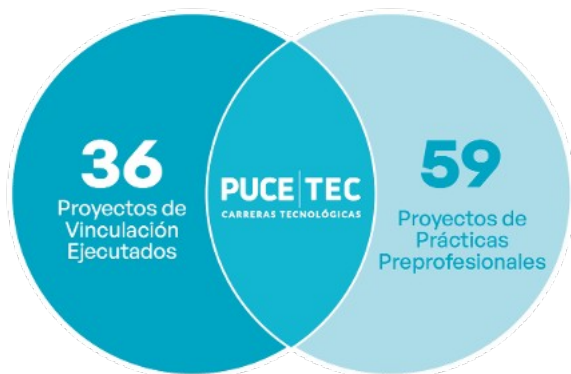 36
Proyectos de
Vinculación
Ejecutados
PUCE|TEC
CARRERAS TECNOLÓGICAS
59
Proyectos de
Prácticas
Preprofesionales